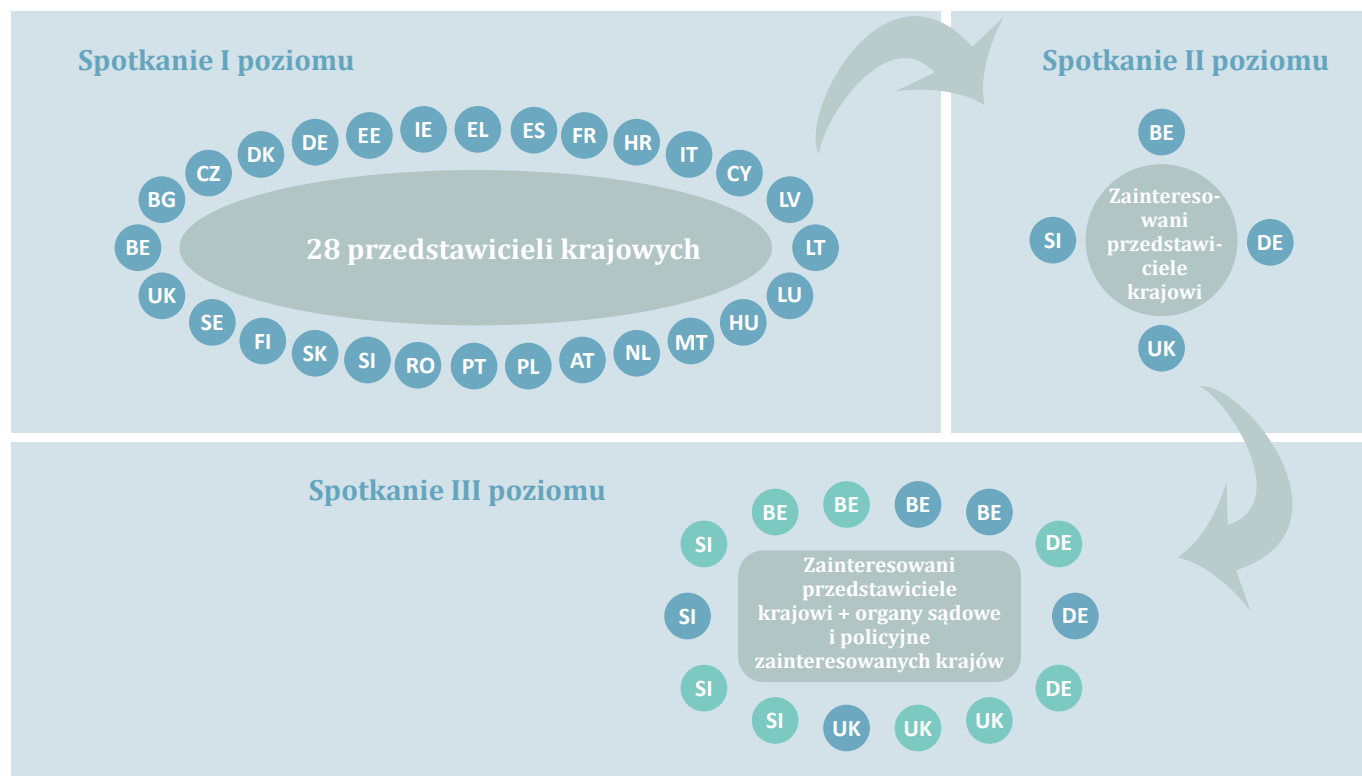 Spotkanie I poziomu
BE
BG
CZ
DK
DE
EE
IE
EL
ES
FR
HR
IT
CY
LV
LT
LU
HU
MT
NL
AT
PL
PT
RO
SI
SK
FI
SE
UK
28 przedstawicieli krajowych
Spotkanie II poziomu
BE
SI
Zaintereso-
wani
przedstawi-
ciele
krajowi
DE
UK
Spotkanie III poziomu
BE
BE
BE
BE
SI
DE
Zainteresowani
przedstawiciele
krajowi + organy sądowe
i policyjne
zainteresowanych krajów
SI
DE
SI
DE
SI
UK
UK
UK